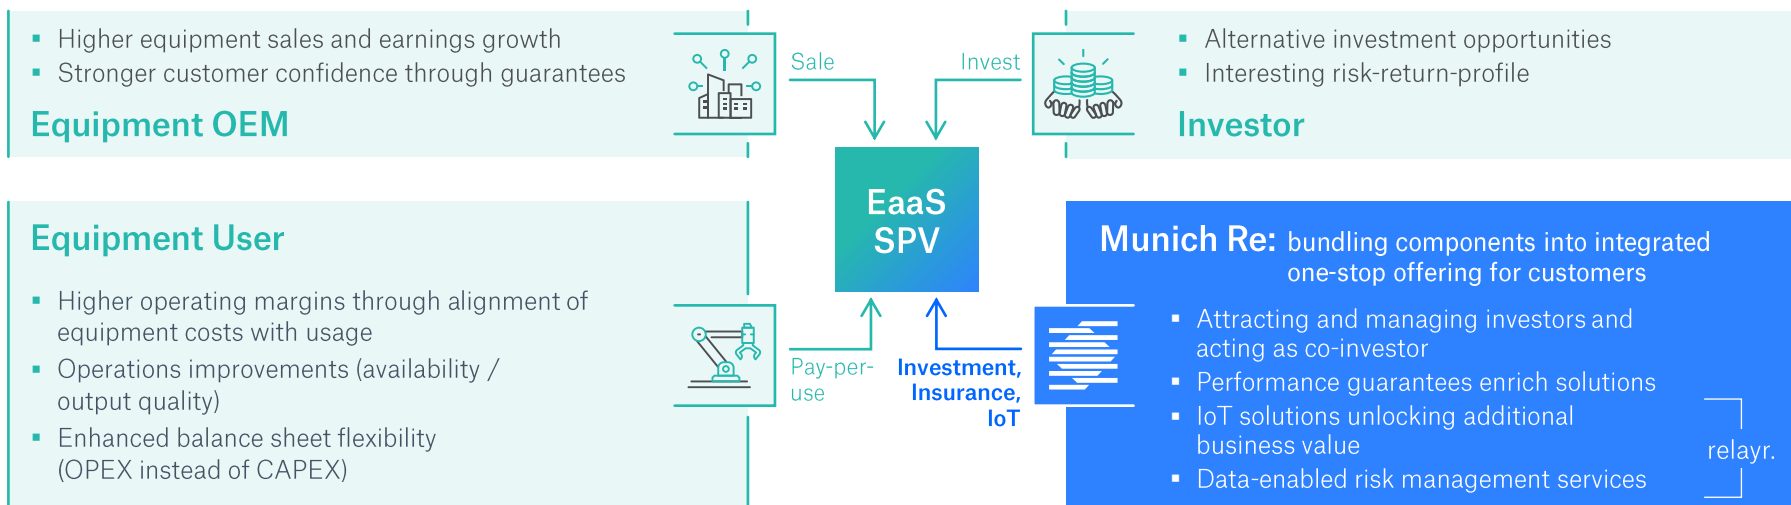 ▪ Higher equipment sales and earnings growth
▪ Stronger customer confidence through guarantees
Equipment OEM
Sale
Invest
▪ Alternative investment opportunities
▪ Interesting risk-return-profile
Investor
EaaS
SPV
Equipment User
▪ Higher operating margins through alignment of
equipment costs with usage
▪ Operations improvements (availability /
output quality)
▪ Enhanced balance sheet flexibility
(OPEX instead of CAPEX)
Pay-per-
use
Investment,
Insurance,
IoT
Munich Re: bundling components into integrated
one-stop offering for customers
▪ Attracting and managing investors and
acting as co-investor
▪ Performance guarantees enrich solutions
▪ IoT solutions unlocking additional
business value
▪ Data-enabled risk management services
relayr.